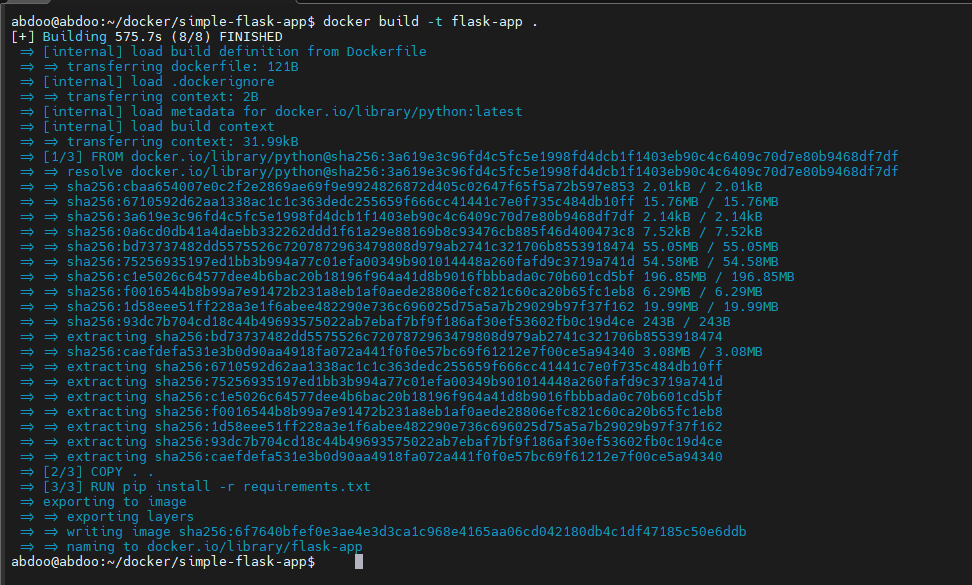 abdoo@abdoo:~/docker/simple-flask-app$ docker build -t flask-app .
[+] Building 575.7s (8/8) FINISHED
=> [internal] load build definition from Dockerfile
=> => transferring dockerfile: 121B
=> [internal] load .dockerignore
=> => transferring context: 2B
=> [internal] load metadata for docker.io/library/python:latest
=> [internal] load build context
=> => transferring context: 31.99kB
=> [1/3] FROM docker.io/library/python@sha256:3a619e3c96fd4c5fc5e1998fd4dcb1f1403eb90c4c6409c70d7e80b9468df7df
=> => resolve docker.io/library/python@sha256:3a619e3c96fd4c5fc5e1998fd4dcb1f1403eb90c4c6409c70d7e80b9468df7df
=> => sha256:cbaa654007e0c2f2e2869ae69f9e9924826872d405c02647f65f5a72b597e853 2.01kB / 2.01kB
=> => sha256:6710592d62aa1338ac1c1c363dedc255659f666cc41441c7e0f735c484db10ff 15.76MB / 15.76MB
=> => sha256:3a619e3c96fd4c5fc5e1998fd4dcb1f1403eb90c4c6409c70d7e80b9468df7df 2.14kB / 2.14kB
=> => sha256:0a6cd0db41a4daebb332262ddd1f61a29e88169b8c93476cb885f46d400473c8 7.52kB / 7.52kB
=> => sha256:bd73737482dd5575526c7207872963479808d979ab2741c321706b8553918474 55.05MB / 55.05MB
=> => sha256:75256935197ed1bb3b994a77c01efa00349b901014448a260fafd9c3719a741d 54.58MB / 54.58MB
=> => sha256:c1e5026c64577dee4b6bac20b18196f964a41d8b9016fbbbada0c70b601cd5bf 196.85MB / 196.85MB
=> => sha256:f0016544b8b99a7e91472b231a8eb1af0aede28806efc821c60ca20b65fc1eb8 6.29MB / 6.29MB
=> => sha256:1d58eee51ff228a3e1f6abee482290e736c696025d75a5a7b29029b97f37f162 19.99MB / 19.99MB
=> => sha256:93dc7b704cd18c44b49693575022ab7ebaf7bf9f186af30ef53602fb0c19d4ce 243B / 243B
=> => extracting sha256:bd73737482dd5575526c7207872963479808d979ab2741c321706b8553918474
=> => sha256:caefdefa531e3b0d90aa4918fa072a441f0f0e57bc69f61212e7f00ce5a94340 3.08MB / 3.08MB
=> => extracting sha256:6710592d62aa1338ac1c1c363dedc255659f666cc41441c7e0f735c484db10ff
=> => extracting sha256:75256935197ed1bb3b994a77c01efa00349b901014448a260fafd9c3719a741d
=> => extracting sha256:c1e5026c64577dee4b6bac20b18196f964a41d8b9016fbbbada0c70b601cd5bf
=> => extracting sha256:f0016544b8b99a7e91472b231a8eb1af0aede28806efc821c60ca20b65fc1eb8
=> => extracting sha256:1d58eee51ff228a3e1f6abee482290e736c696025d75a5a7b29029b97f37f162
=> => extracting sha256:93dc7b704cd18c44b49693575022ab7ebaf7bf9f186af30ef53602fb0c19d4ce
=> => extracting sha256:caefdefa531e3b0d90aa4918fa072a441f0f0e57bc69f61212e7f00ce5a94340
=> [2/3] COPY . .
=> [3/3] RUN pip install -r requirements.txt
=> exporting to image
=> => exporting layers
=> => writing image sha256:6f7640bfef0e3ae4e3d3ca1c968e4165aa06cd042180db4c1df47185c50e6ddb
=> => naming to docker.io/library/flask-app
abdoo@abdoo:~/docker/simple-flask-app$